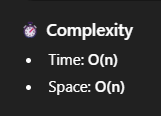 ⏰ Complexity
• Time: O(n)
• Space: O(n)